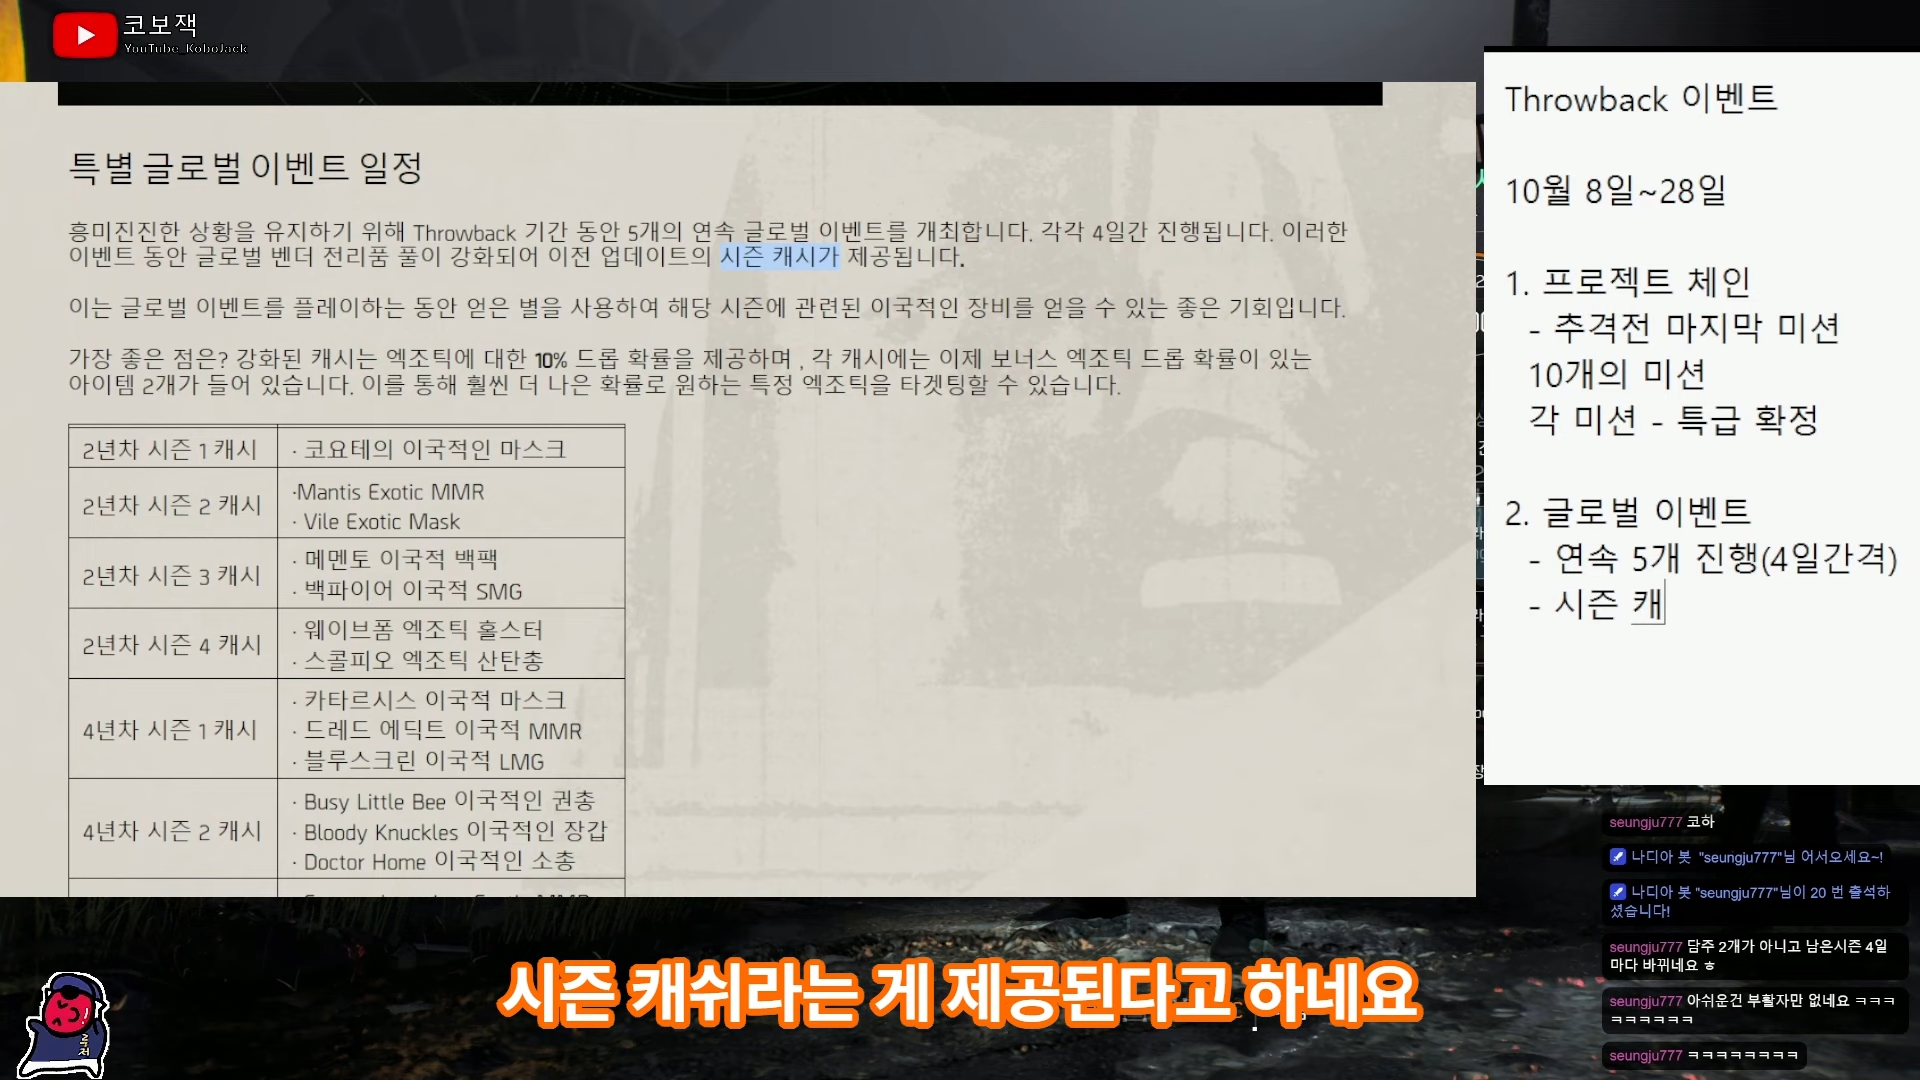 코보잭
YouTube_KoboJack
특별 글로벌 이벤트 일정
흥미진진한 상황을 유지하기 위해 Throwback 기간 동안 5개의 연속 글로벌 이벤트를 개최합니다. 각각 4일간 진행됩니다. 이러한
이벤트 동안 글로벌 벤더 전리품 풀이 강화되어 이전 업데이트의 시즌 캐시가 제공됩니다.
이는 글로벌 이벤트를 플레이하는 동안 얻은 별을 사용하여 해당 시즌에 관련된 이국적인 장비를 얻을 수 있는 좋은 기회입니다.
가장 좋은 점은? 강화된 캐시는 엑조틱에 대한 10% 드롭 확률을 제공하며 , 각 캐시에는 이제 보너스 엑조틱 드롭 확률이 있는
아이템 2개가 들어 있습니다. 이를 통해 훨씬 더 나은 확률로 원하는 특정 엑조틱을 타겟팅할 수 있습니다.
2년차 시즌 1 캐시
· 코요테의 이국적인 마스크
2년차 시즌 2 캐시
·Mantis Exotic MMR
· Vile Exotic Mask
2년차 시즌 3 캐시
· 메멘토 이국적 백팩
· 백파이어 이국적 SMG
2년차 시즌 4 캐시
· 웨이브폼 엑조틱 홀스터
· 스콜피오 엑조틱 산탄총
4년차 시즌 1 캐시
· 카타르시스 이국적 마스크
· 드레드 에딕트 이국적 MMR
· 블루스크린 이국적 LMG
4년차 시즌 2 캐시
· Busy Little Bee 이국적인 권총
· Bloody Knuckles 이국적인 장갑
· Doctor Home 이국적인 소총
Throwback 이벤트
10월 8일~28일
1. 프로젝트 체인
- 추격전 마지막 미션
10개의 미션
각 미션 - 특급 확정
2. 글로벌 이벤트
- 연속 5개 진행(4일간격)
- 시즌 캐
seungju777 코하
나디아 봇 "seungju777"님 어서오세요~!
나디아 봇 "seungju777"님이 20 번 출석하
셨습니다!
seungju777 담주 2개가 아니고 남은시즌 4일
마다 바뀌네요 ㅎ
seungju777 아쉬운건 부활자만 없네요 ㅋㅋㅋ
ㅋㅋㅋㅋㅋㅋ
seungju777 ㅋㅋㅋㅋㅋㅋㅋㅋ
시즌 캐쉬라는 게 제공된다고 하네요